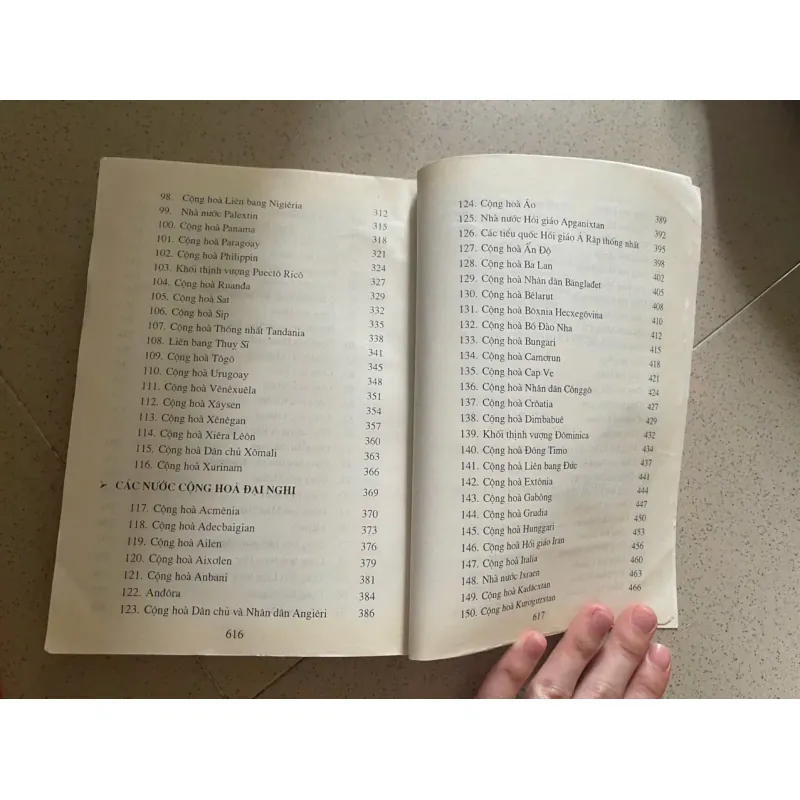 98. Cộng hoà Liên bang Nigiêria 312
99. Nhà nước Palextin 315
100. Cộng hoà Panama 318
101. Cộng hoà Paragoay 321
102. Cộng hoà Philippin 324
103. Khối thịnh vượng Puectô Ricô 327
104. Cộng hoà Ruanđa 329
105. Cộng hoà Sat 332
106. Cộng hoà Síp 335
107. Cộng hoà Thống nhất Tandania 338
108. Liên bang Thuỵ Sĩ 341
109. Cộng hoà Tôgô 345
110. Cộng hoà Urugoay 348
111. Cộng hoà Vênêxuêla 351
112. Cộng hoà Xâysen 354
113. Cộng hoà Xênêgan 357
114. Cộng hoà Xiêra Lêôn 360
115. Cộng hoà Dân chủ Xômali 363
116. Cộng hoà Xurinam 366
➢ CÁC NƯỚC CỘNG HOÀ ĐẠI NGHỊ 369
117. Cộng hoà Acmênia 370
118. Cộng hoà Adecbaigian 373
119. Cộng hoà Ailen 376
120. Cộng hoà Aixơlen 379
121. Cộng hoà Anbani 381
122. Anđôra 384
123. Cộng hoà Dân chủ và Nhân dân Angiêri 386
616
124. Cộng hoà Áo 389
125. Nhà nước Hồi giáo Apganixtan 392
126. Các tiểu quốc Hồi giáo Ả Rập thống nhất 395
127. Cộng hoà Ấn Độ 398
128. Cộng hoà Ba Lan 402
129. Cộng hoà Nhân dân Banglađet 405
130. Cộng hoà Bêlarut 408
131. Cộng hoà Bôxnia Hecxegôvina 410
132. Cộng hoà Bồ Đào Nha 412
133. Cộng hoà Bungari 415
134. Cộng hoà Camơrun 418
135. Cộng hoà Cap Ve 421
136. Cộng hoà Nhân dân Cônggô 424
137. Cộng hoà Crôatia 427
138. Cộng hoà Dimbabuê 429
139. Khối thịnh vượng Đôminica 432
140. Cộng hoà Đông Timo 434
141. Cộng hoà Liên bang Đức 437
142. Cộng hoà Extônia 441
143. Cộng hoà Gabông 444
144. Cộng hoà Grudia 447
145. Cộng hoà Hunggari 450
146. Cộng hoà Hồi giáo Iran 453
147. Cộng hoà Italia 456
148. Nhà nước Ixraen 460
149. Cộng hoà Kadăcxtan 463
150. Cộng hoà Kurogurxtan 466
617